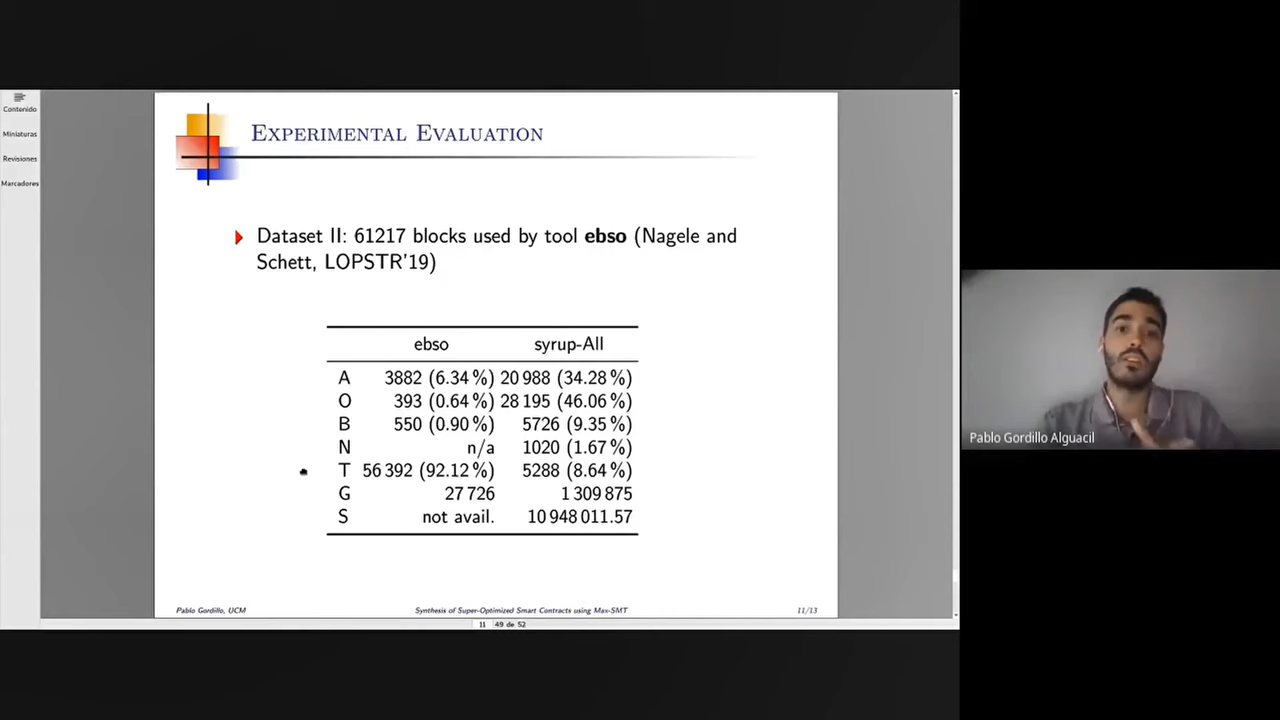 Contenido
Miniaturas
Revisiones
Marcadores
EXPERIMENTAL EVALUATION
Dataset II: 61217 blocks used by tool ebso (Nagele and
Schett, LOPSTR'19)
ebso syrup-All
A 3882 (6.34 %) 20 988 (34.28 %)
O 393 (0.64 %) 28 195 (46.06 %)
B 550 (0.90 %) 5726 (9.35 %)
N n/a 1020 (1.67 %)
T 56 392 (92.12 %) 5288 (8.64 %)
G 27 726 1 309 875
S not avail. 10 948 011.57
Pablo Gordillo, UCM Synthesis of Super-Optimized Smart Contracts using Max-SMT 11/13
11 49 de 52
Pablo Gordillo Alguacil